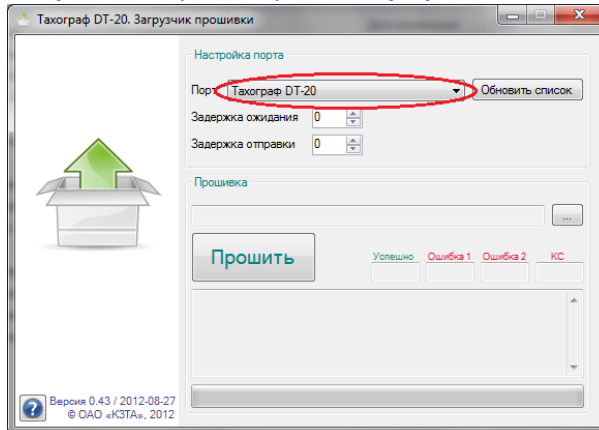 Тахограф DT-20. Загрузчик прошивки
Настройка порта
Порт Тахограф DT-20 Обновить список
Задержка ожидания 0
Задержка отправки 0
Прошивка
...
Прошить
Успешно Ошибка 1 Ошибка 2 КС
Версия 0.43 / 2012-08-27
© ОАО «КЗТА», 2012